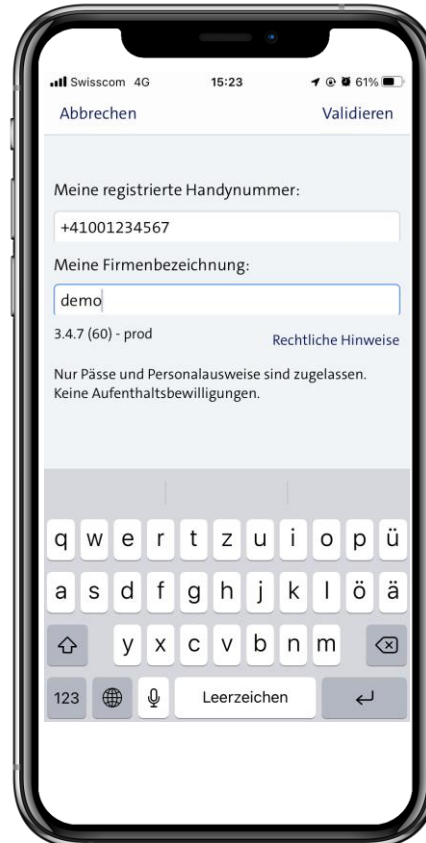 Swisscom 4G 15:23 61%
Abbrechen Validieren
Meine registrierte Handynummer:
+41001234567
Meine Firmenbezeichnung:
demo
3.4.7 (60) - prod
Rechtliche Hinweise
Nur Pässe und Personalausweise sind zugelassen.
Keine Aufenthaltsbewilligungen.
q w e r t z u i o p ü
a s d f g h j k l ö ä
y x c v b n m
123 Leerzeichen